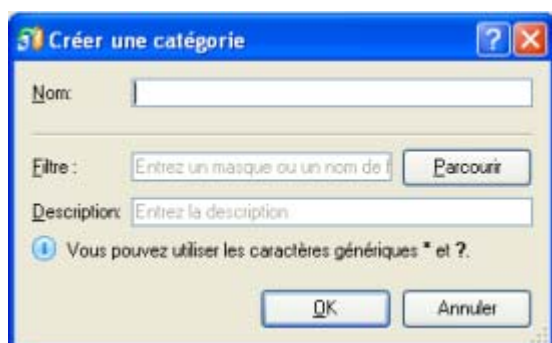 Créer une catégorie
Nom:
Filtre : Entrez un masque ou un nom de f Parcourir
Description: Entrez la description
Vous pouvez utiliser les caractères génériques * et ?.
OK Annuler